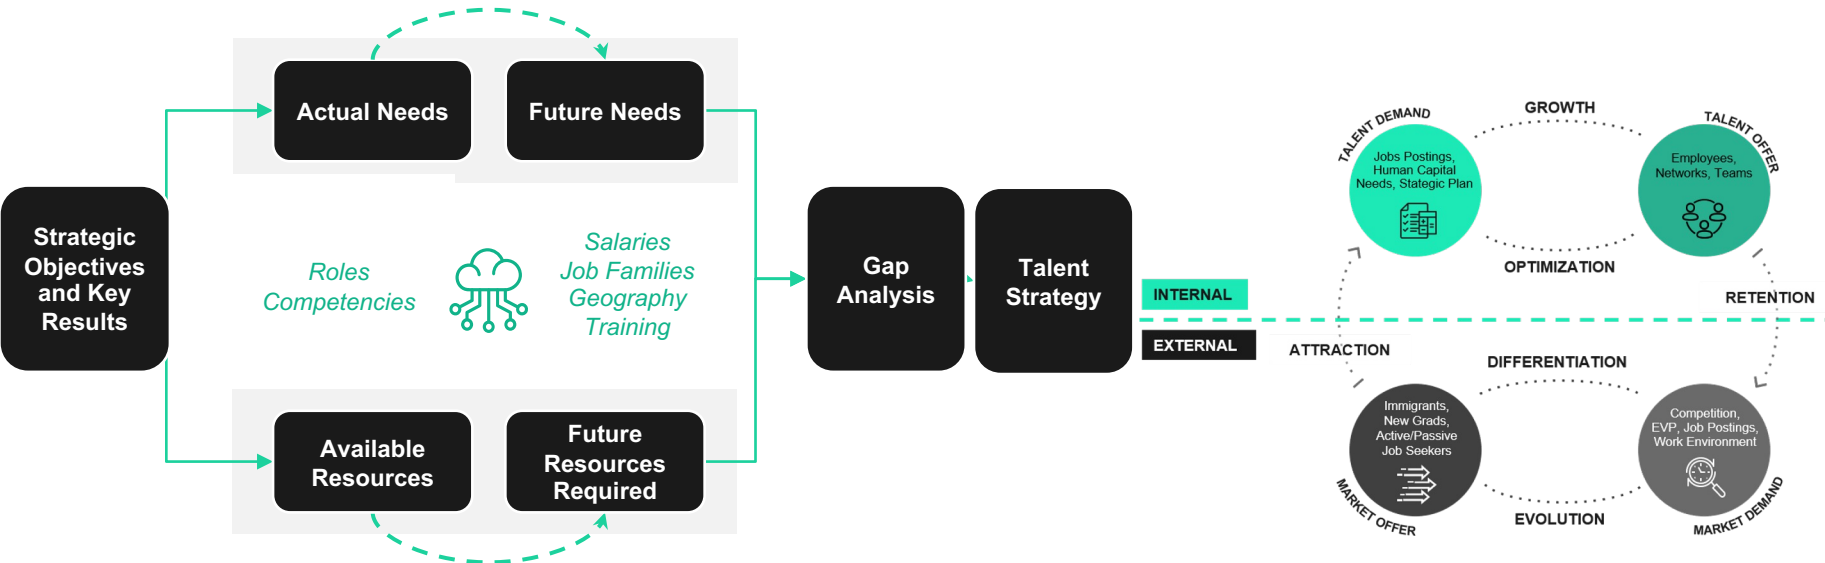 Strategic
Objectives
and Key
Results
Actual Needs
Future Needs
Roles
Competencies
Salaries
Job Families
Geography
Training
Available
Resources
Future
Resources
Required
Gap
Analysis
Talent
Strategy
INTERNAL
EXTERNAL
TALENT DEMAND
Jobs Postings,
Human Capital
Needs, Stategic Plan
GROWTH
OPTIMIZATION
TALENT OFFER
Employees,
Networks, Teams
RETENTION
ATTRACTION
DIFFERENTIATION
Immigrants,
New Grads,
Active/Passive
Job Seekers
MARKET OFFER
EVOLUTION
Competition,
EVP, Job Postings,
Work Environment
MARKET DEMAND